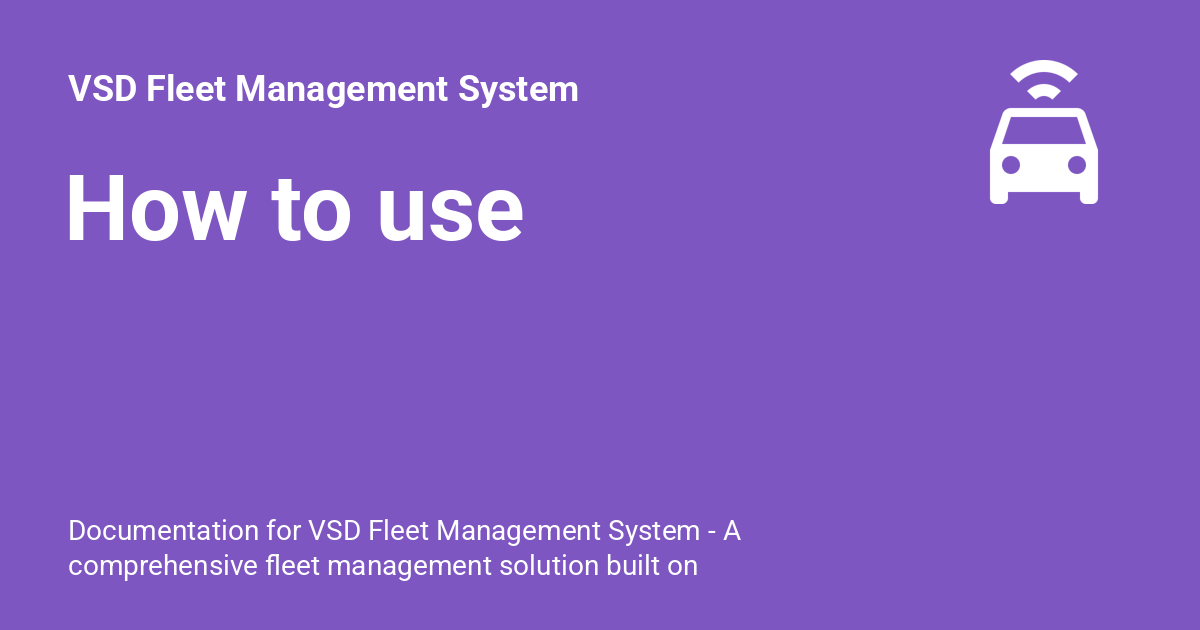 VSD Fleet Management System
How to use
Documentation for VSD Fleet Management System - A
comprehensive fleet management solution built on